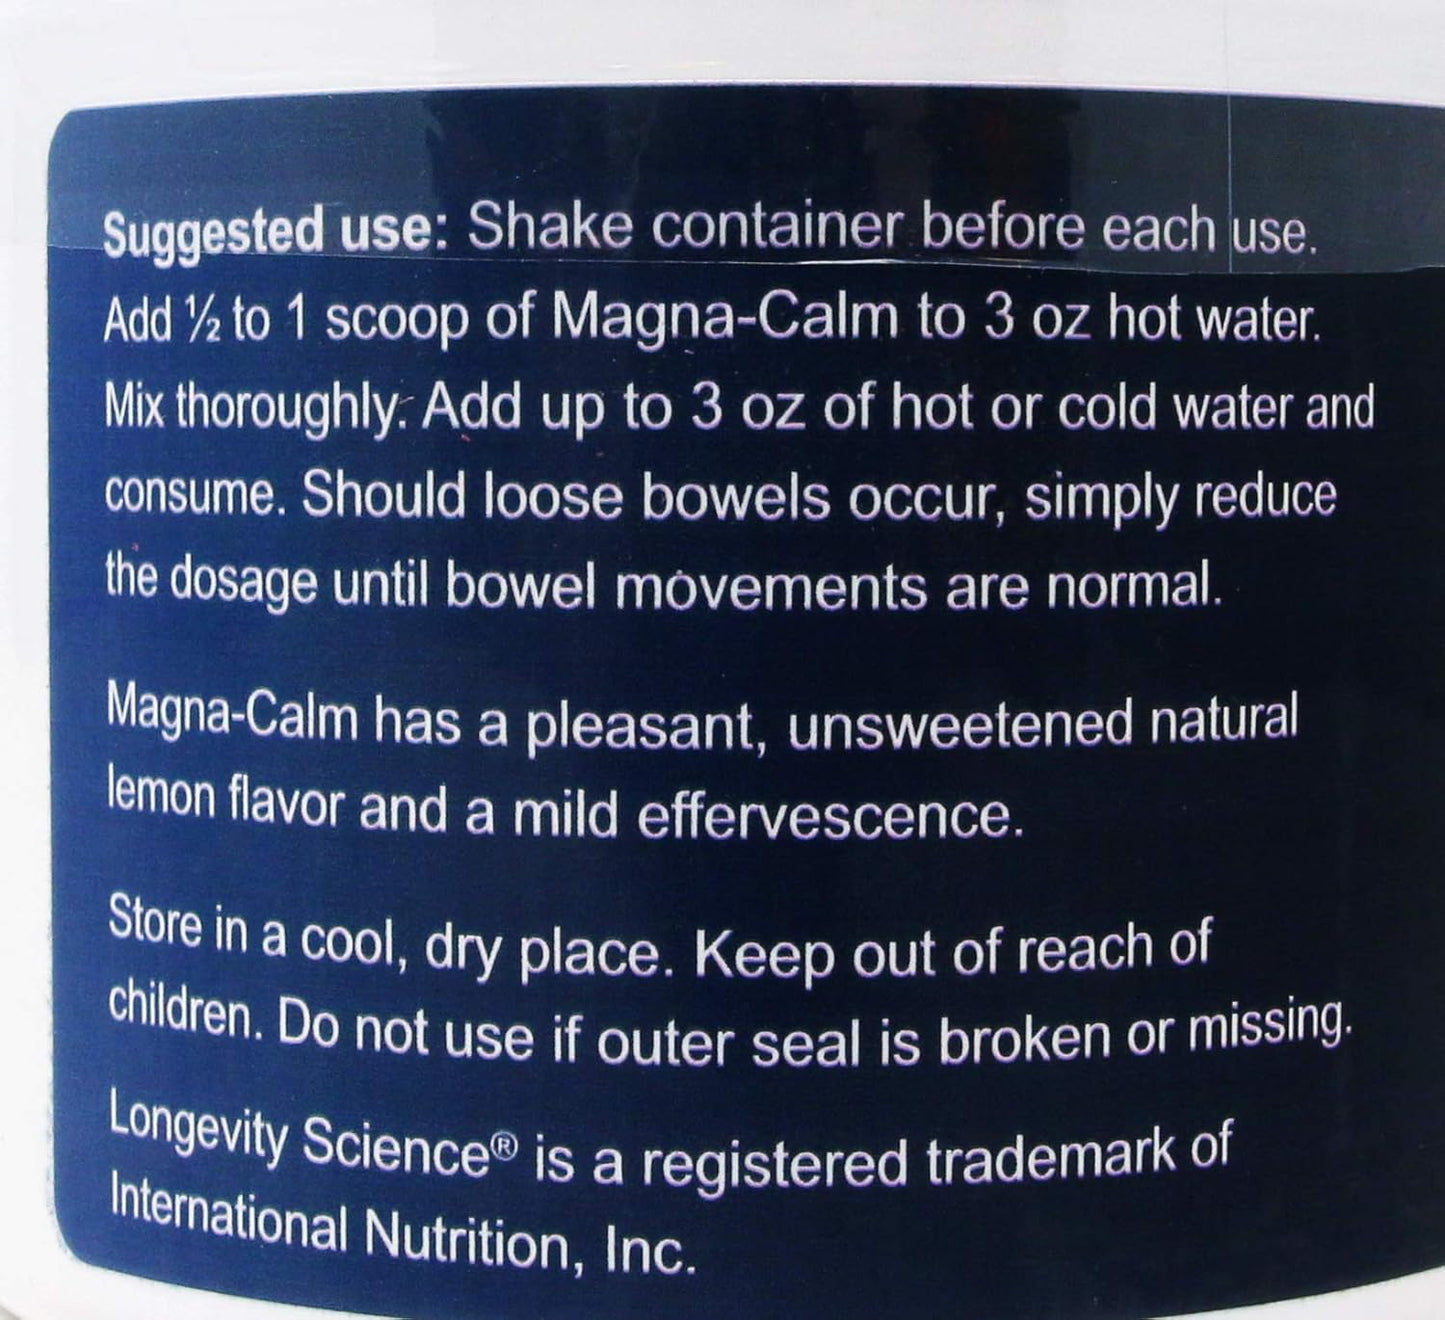 Suggested use: Shake container before each use.
Add ½ to 1 scoop of Magna-Calm to 3 oz hot water.
Mix thoroughly. Add up to 3 oz of hot or cold water and
consume. Should loose bowels occur, simply reduce
the dosage until bowel movements are normal.
Magna-Calm has a pleasant, unsweetened natural
lemon flavor and a mild effervescence.
Store in a cool, dry place. Keep out of reach of
children. Do not use if outer seal is broken or missing.
Longevity Science® is a registered trademark of
International Nutrition, Inc.